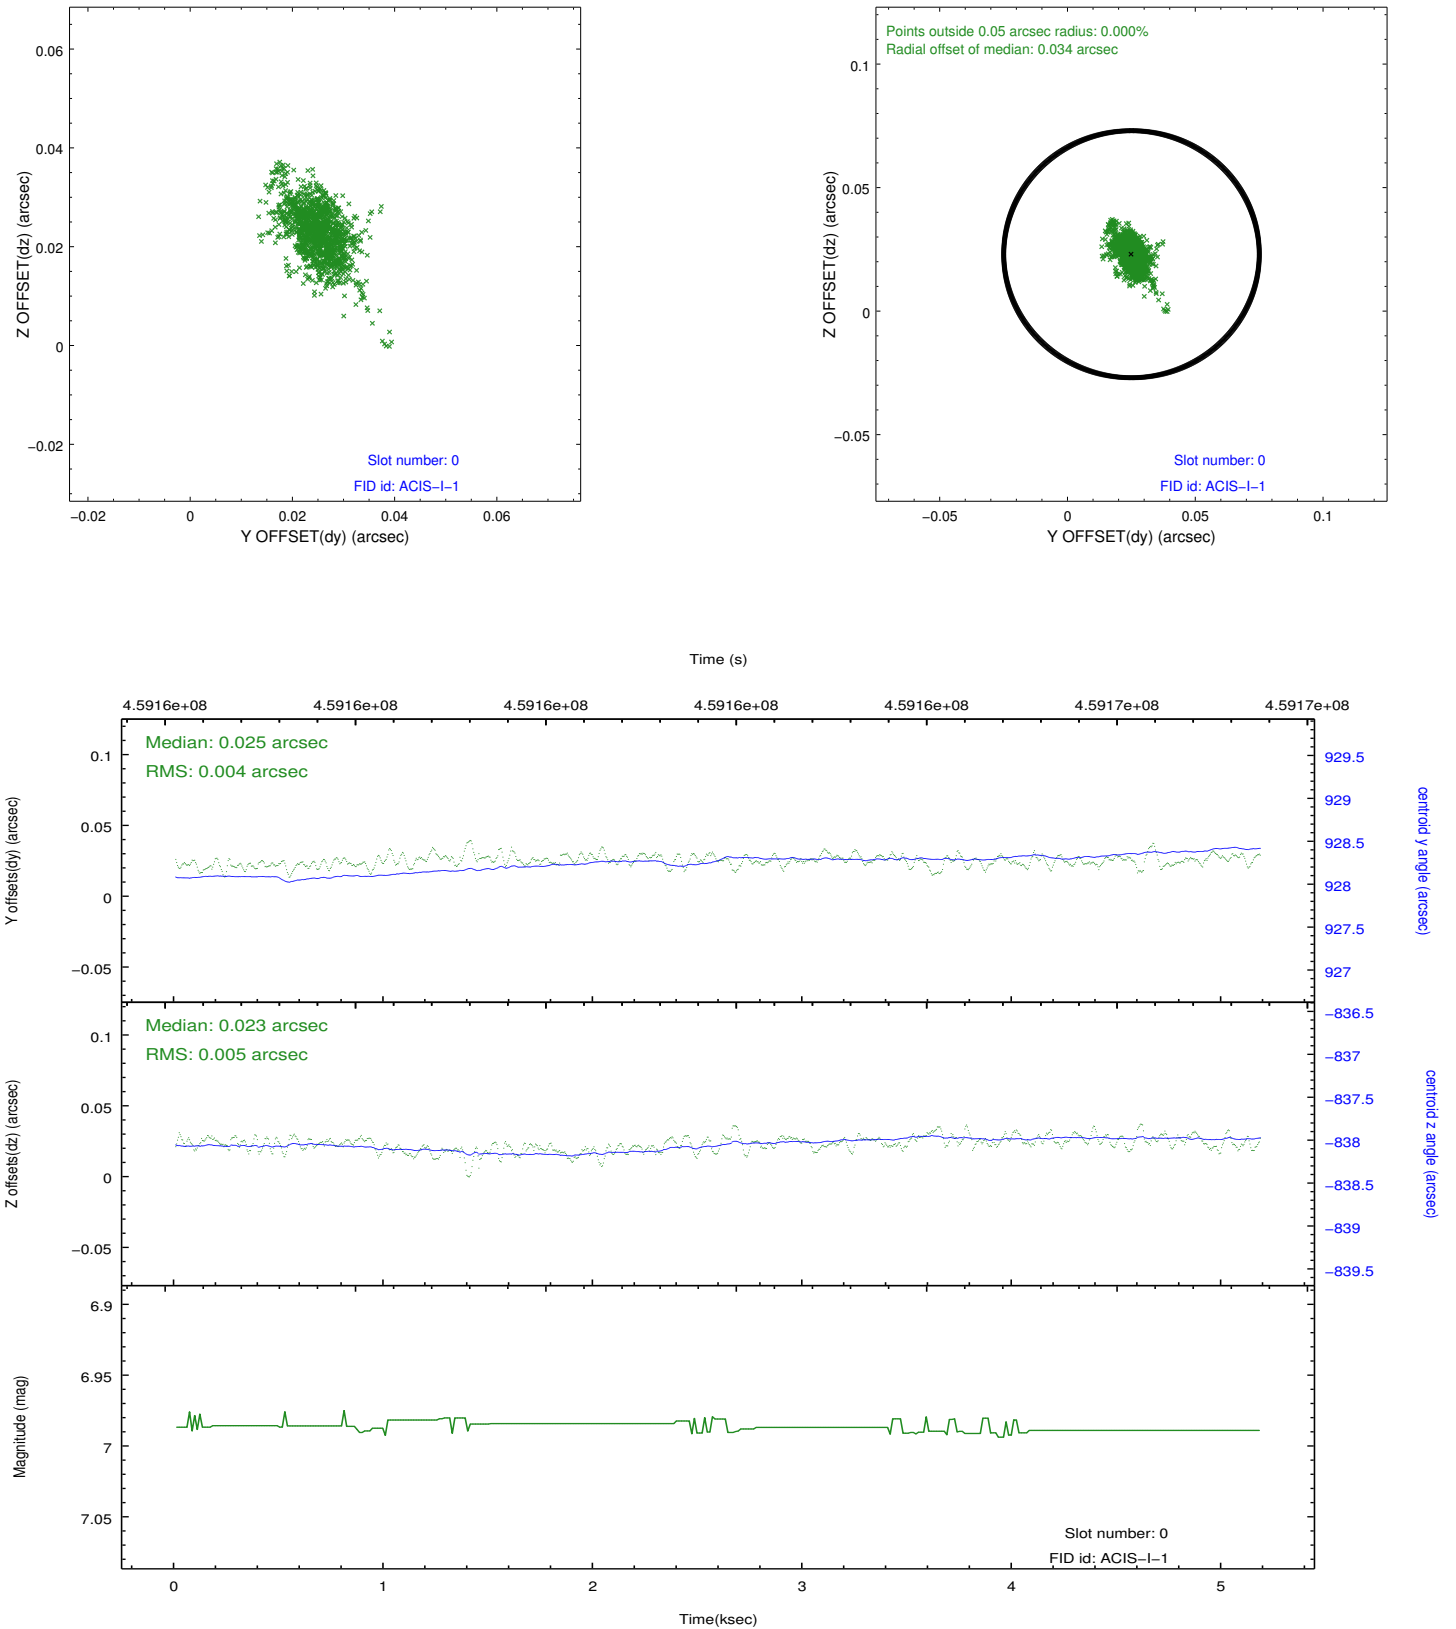 0.06
0.04
0.02
0
−0.02
Z OFFSET(dz) (arcsec)
Slot number: 0
FID id: ACIS−I−1
−0.02 0 0.02 0.04 0.06
Y OFFSET(dy) (arcsec)
Points outside 0.05 arcsec radius: 0.000%
Radial offset of median: 0.034 arcsec
0.1
0.05
0
−0.05
Z OFFSET(dz) (arcsec)
Slot number: 0
FID id: ACIS−I−1
−0.05 0 0.05 0.1
Y OFFSET(dy) (arcsec)
Time (s)
4.5916e+08 4.5916e+08 4.5916e+08 4.5916e+08 4.5916e+08 4.5917e+08 4.5917e+08
Median: 0.025 arcsec
RMS: 0.004 arcsec
0.1
0.05
0
−0.05
Y offsets(dy) (arcsec)
929.5
929
928.5
928
927.5
927
centroid y angle (arcsec)
Median: 0.023 arcsec
RMS: 0.005 arcsec
0.1
0.05
0
−0.05
Z offsets(dz) (arcsec)
−836.5
−837
−837.5
−838
−838.5
−839
−839.5
centroid z angle (arcsec)
6.9
6.95
7
7.05
Magnitude (mag)
Slot number: 0
FID id: ACIS−I−1
0 1 2 3 4 5
Time(ksec)